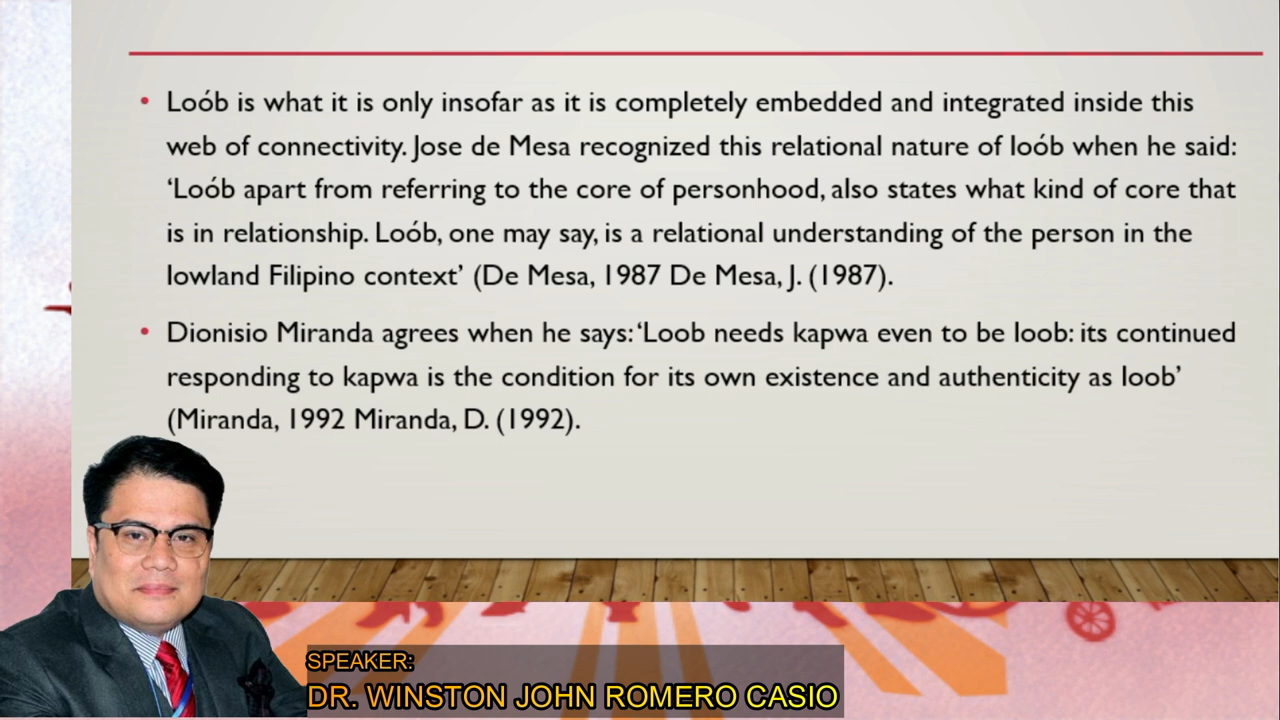 • Loób is what it is only insofar as it is completely embedded and integrated inside this
web of connectivity. Jose de Mesa recognized this relational nature of loób when he said:
‘Loób apart from referring to the core of personhood, also states what kind of core that
is in relationship. Loób, one may say, is a relational understanding of the person in the
lowland Filipino context’ (De Mesa, 1987 De Mesa, J. (1987).
• Dionisio Miranda agrees when he says: ‘Loob needs kapwa even to be loob: its continued
responding to kapwa is the condition for its own existence and authenticity as loob’
(Miranda, 1992 Miranda, D. (1992).
SPEAKER:
DR. WINSTON JOHN ROMERO CASIO